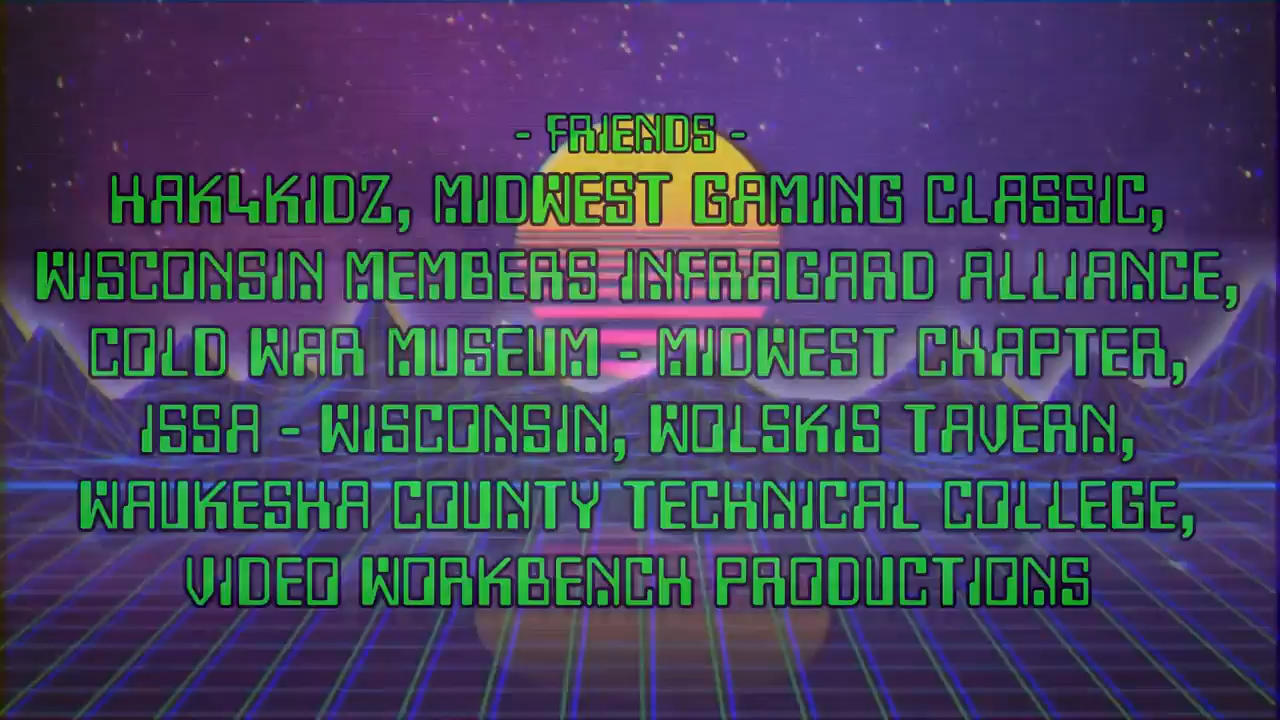 - FRIENDS -
HAK4KIDZ, MIDWEST GAMING CLASSIC,
WISCONSIN MEMBERS INFRAGARD ALLIANCE,
COLD WAR MUSEUM - MIDWEST CHAPTER,
ISSA - WISCONSIN, WOLSKIS TAVERN,
WAUKESHA COUNTY TECHNICAL COLLEGE,
VIDEO WORKBENCH PRODUCTIONS